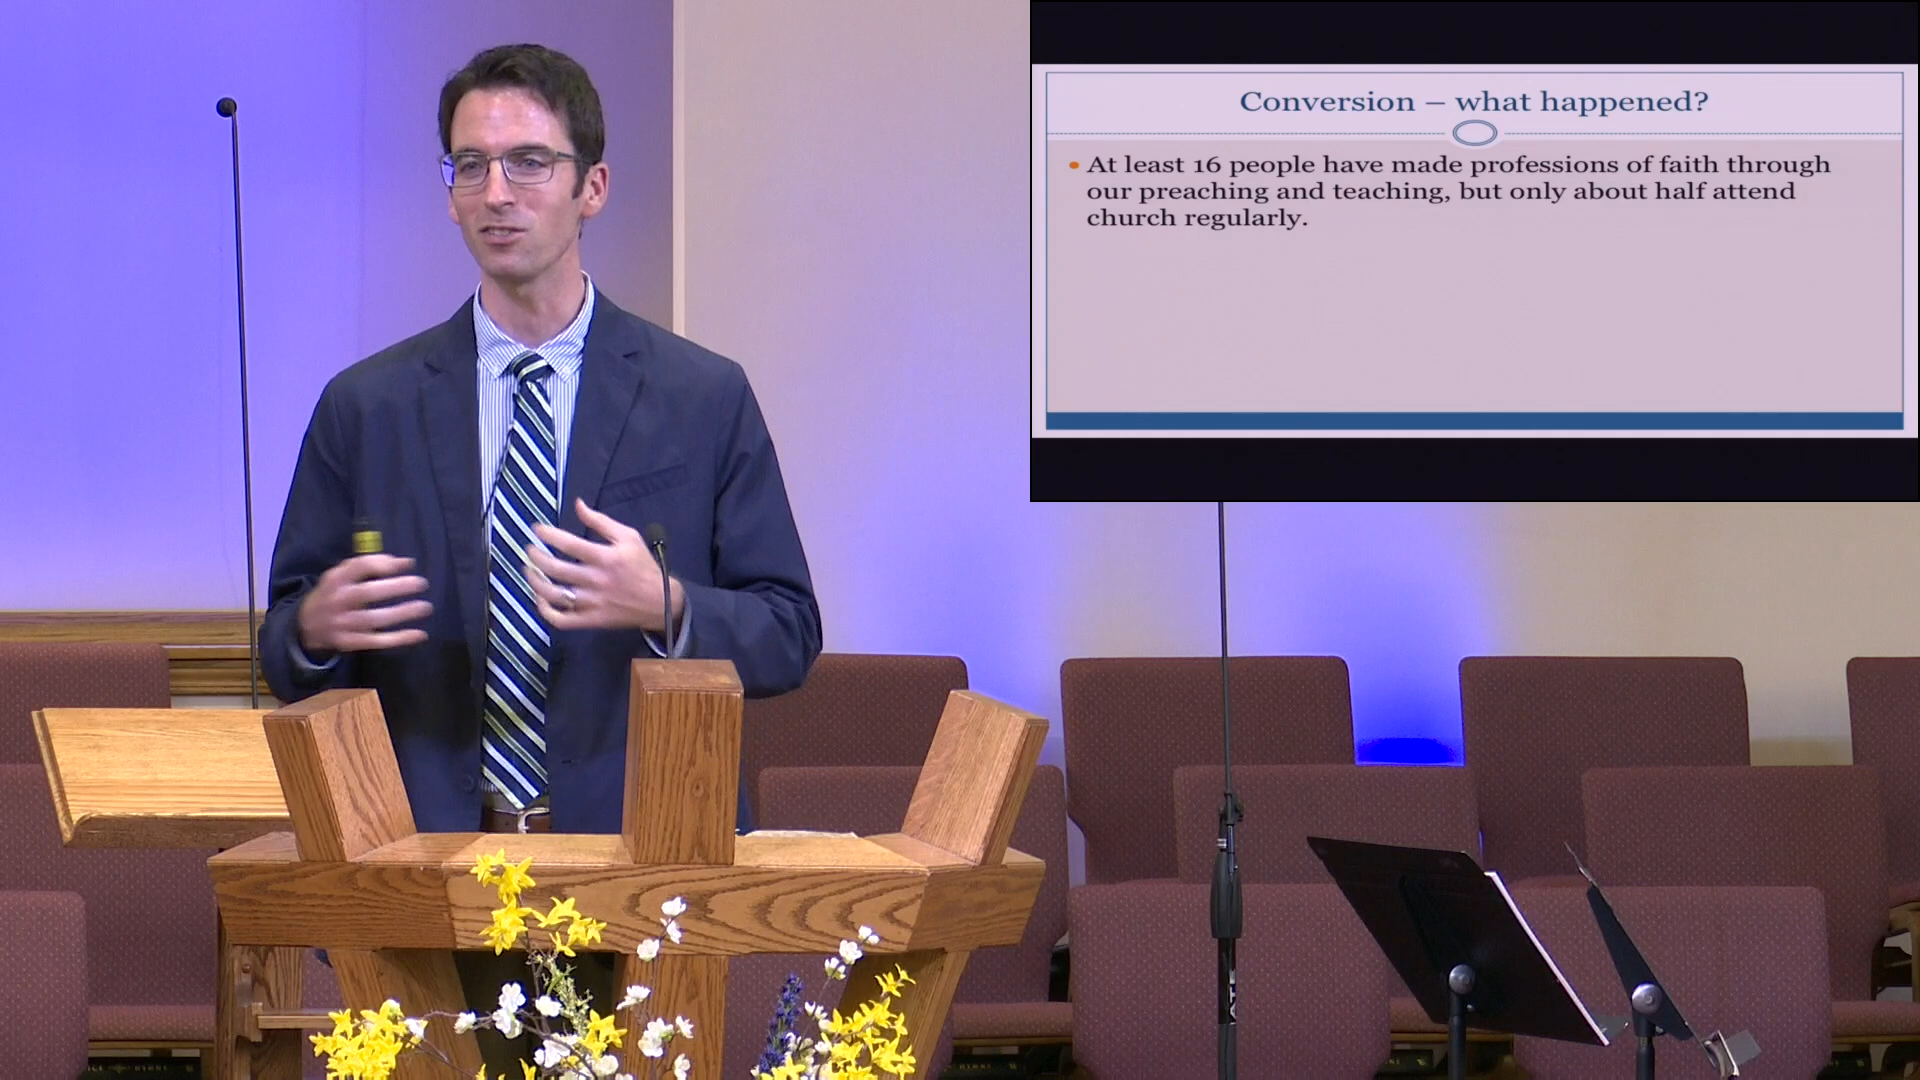 Conversion – what happened?
• At least 16 people have made professions of faith through
our preaching and teaching, but only about half attend
church regularly.